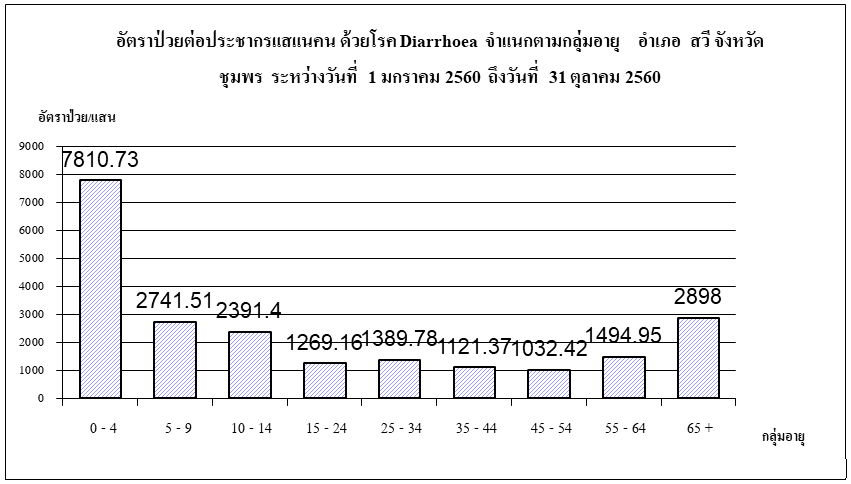 อัตราป่วยต่อประชากรแสแนคน ด้วยโรค Diarrhoea จำแนกตามกลุ่มอายุ อำเภอ สวี จังหวัด
ชุมพร ระหว่างวันที่ 1 มกราคม 2560 ถึงวันที่ 31 ตุลาคม 2560
อัตราป่วย/แสน
9000
8000
7000
6000
5000
4000
3000
2000
1000
0
7810.73
2741.51
2391.4
1269.16
1389.78
1121.37
1032.42
1494.95
2898
0 - 4
5 - 9
10 - 14
15 - 24
25 - 34
35 - 44
45 - 54
55 - 64
65 +
กลุ่มอายุ